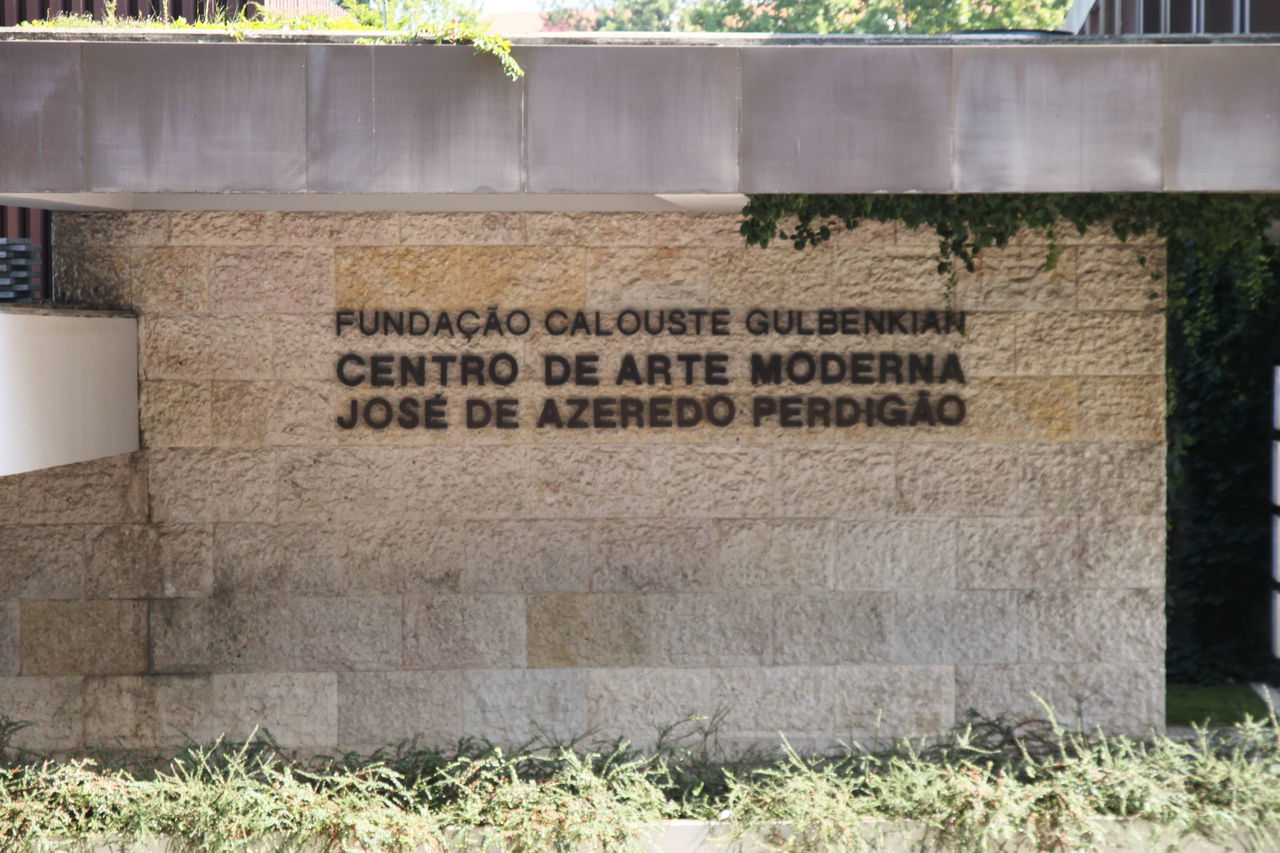 FUNDAÇÃO CALOUSTE GULBENKIAN
CENTRO DE ARTE MODERNA
JOSÉ DE AZEREDO PERDIGÃO